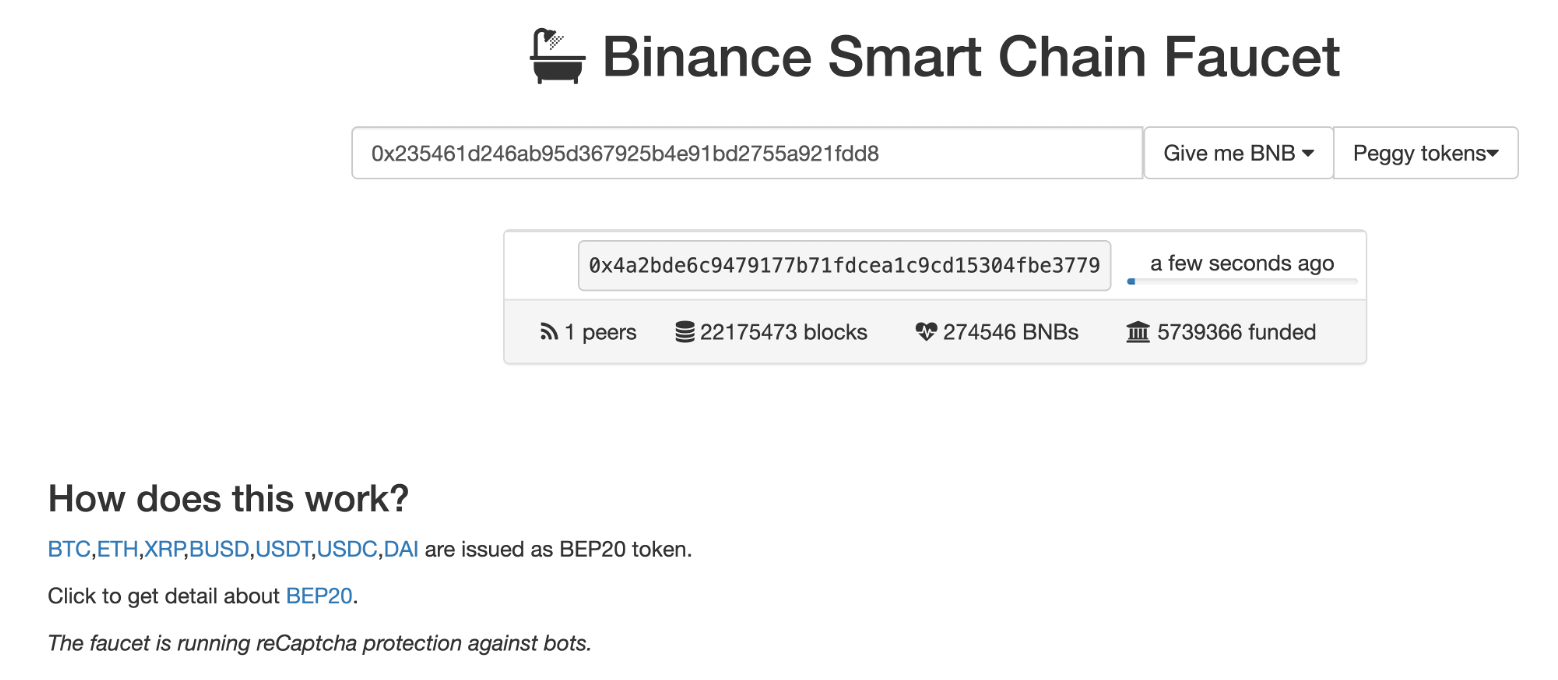 Binance Smart Chain Faucet
0x235461d246ab95d367925b4e91bd2755a921fdd8 Give me BNB Peggy tokens
0x4a2bde6c9479177b71fdcea1c9cd15304fbe3779 a few seconds ago
1 peers 22175473 blocks 274546 BNBs 5739366 funded
How does this work?
BTC,ETH,XRP,BUSD,USDT,USDC,DAI are issued as BEP20 token.
Click to get detail about BEP20.
The faucet is running reCaptcha protection against bots.